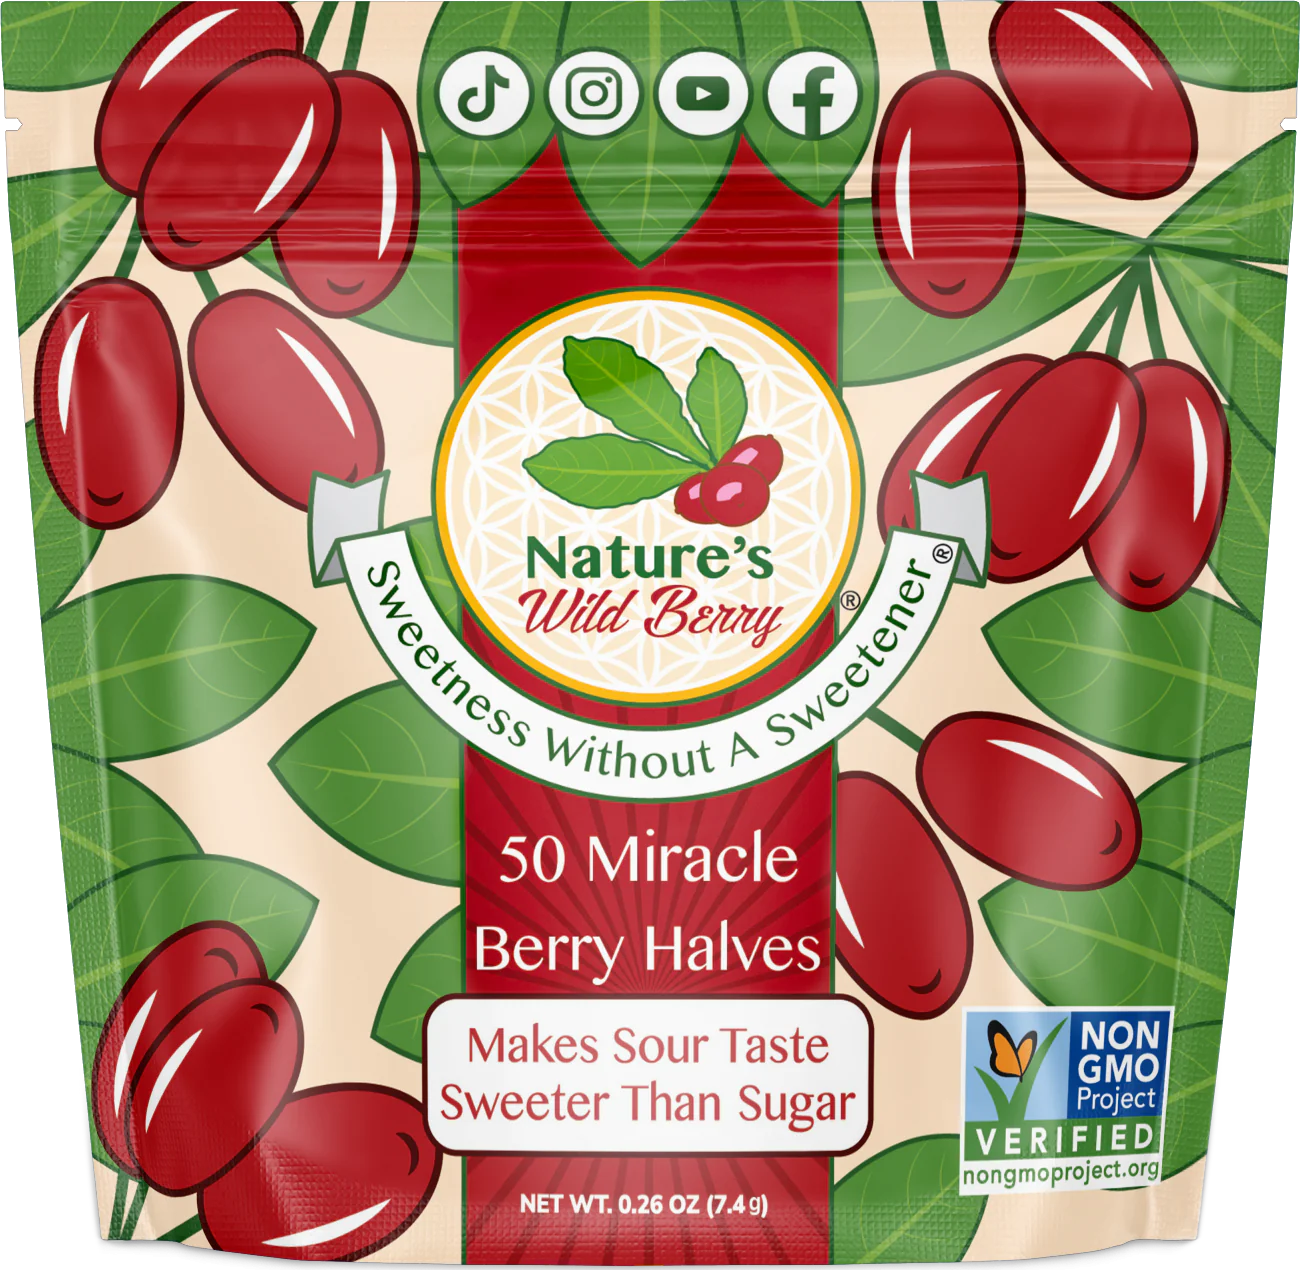 Nature's
Wild Berry
®
Sweetness Without A Sweetener®
50 Miracle
Berry Halves
Makes Sour Taste
Sweeter Than Sugar
NON
GMO
Project
VERIFIED
nongmoproject.org
NET WT. 0.26 OZ (7.4g)